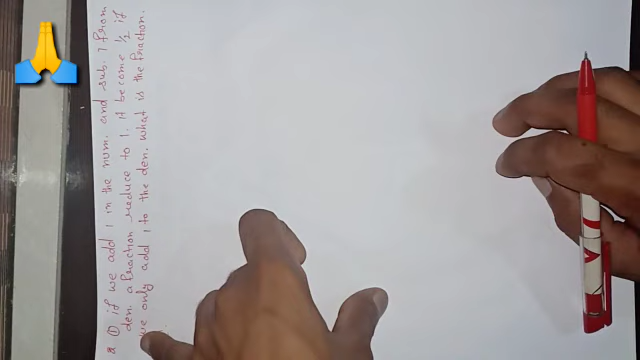 Q ① if we add 1 in the num. and sub. 1 from
den. a fraction reduce to 1. it become 1/2 if
we only add 1 to the den. what is the fraction.